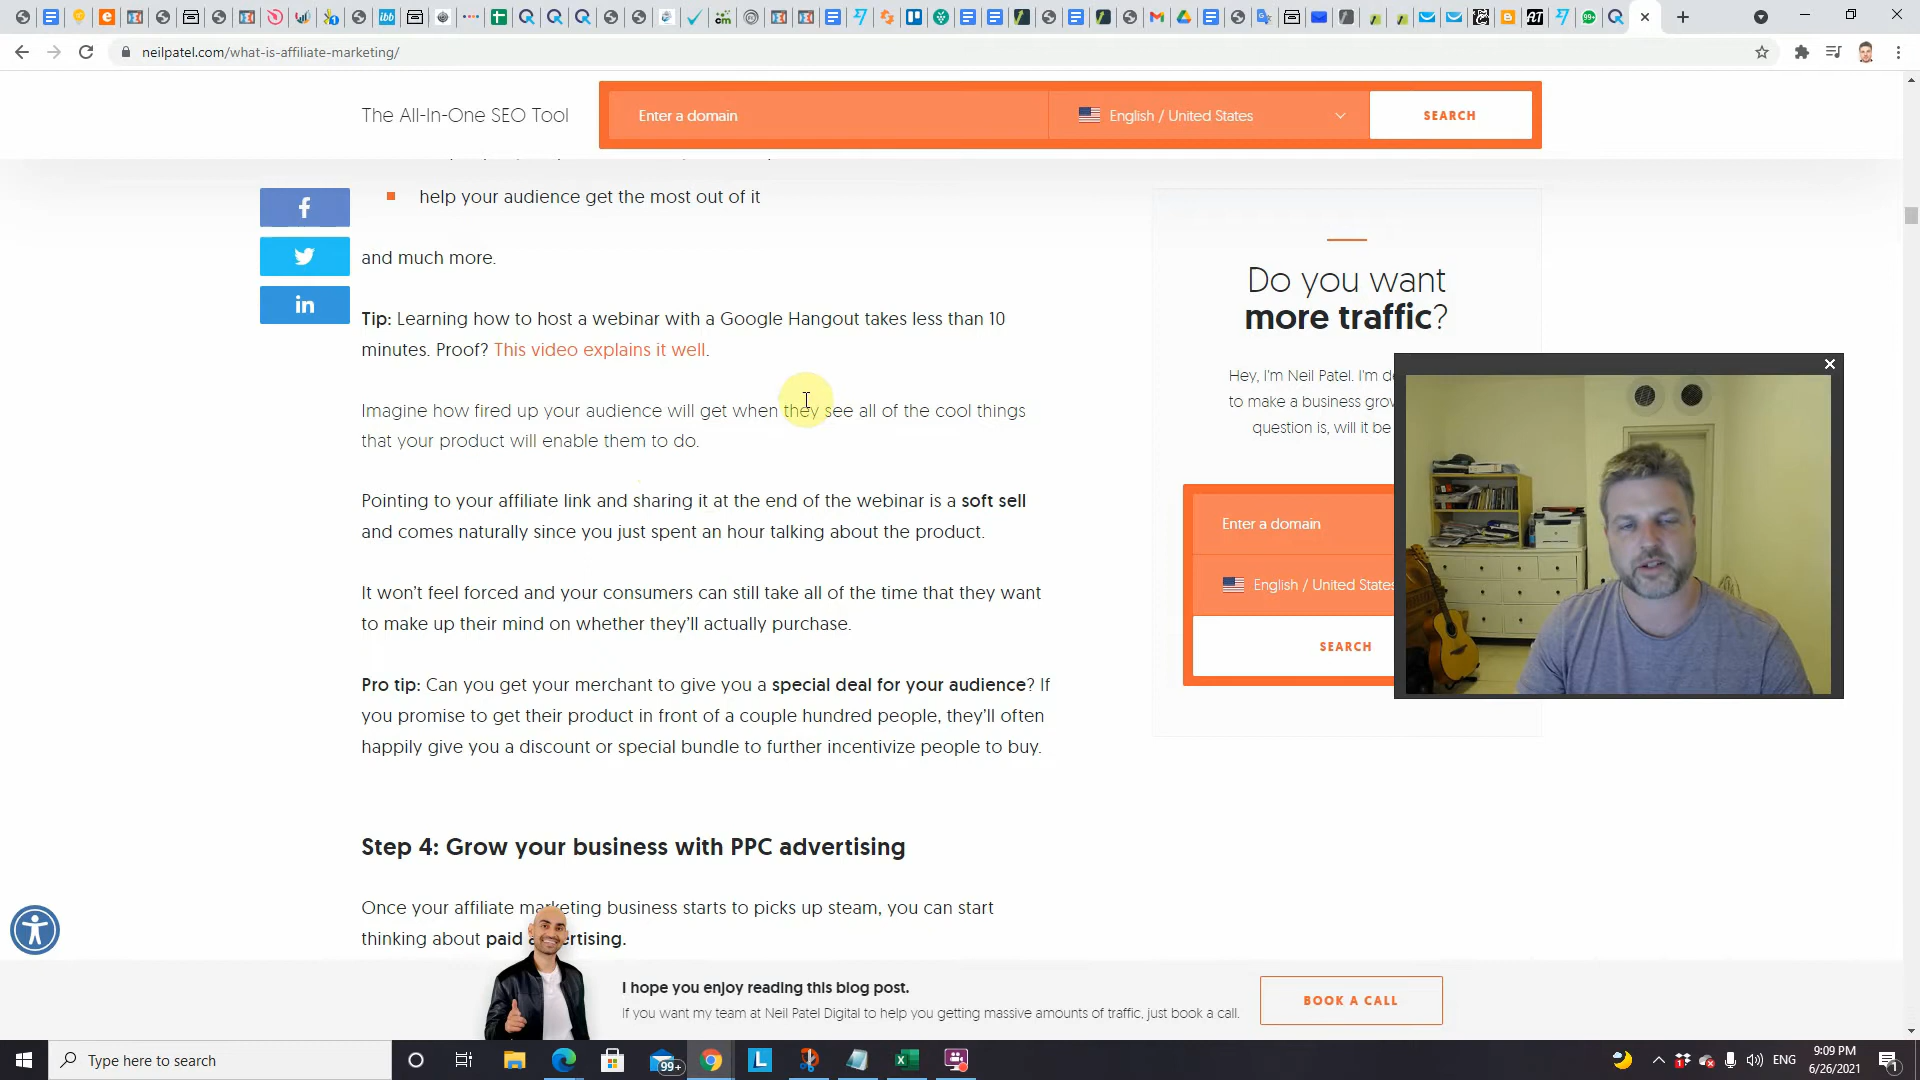 neilpatel.com/what-is-affiliate-marketing/
The All-In-One SEO Tool
Enter a domain
English / United States
SEARCH
help your audience get the most out of it
and much more.
Tip: Learning how to host a webinar with a Google Hangout takes less than 10
minutes. Proof? This video explains it well.
Imagine how fired up your audience will get when they see all of the cool things
that your product will enable them to do.
Pointing to your affiliate link and sharing it at the end of the webinar is a soft sell
and comes naturally since you just spent an hour talking about the product.
It won't feel forced and your consumers can still take all of the time that they want
to make up their mind on whether they'll actually purchase.
Pro tip: Can you get your merchant to give you a special deal for your audience? If
you promise to get their product in front of a couple hundred people, they'll often
happily give you a discount or special bundle to further incentivize people to buy.
Step 4: Grow your business with PPC advertising
Once your affiliate marketing business starts to picks up steam, you can start
thinking about paid advertising.
Do you want
more traffic?
Hey, I'm Neil Patel. I'm
to make a business
question is, will it be
Enter a domain
English / United States
SEARCH
I hope you enjoy reading this blog post.
If you want my team at Neil Patel Digital to help you getting massive amounts of traffic, just book a call.
BOOK A CALL
Type here to search
99+
ENG
9:09 PM
6/26/2021